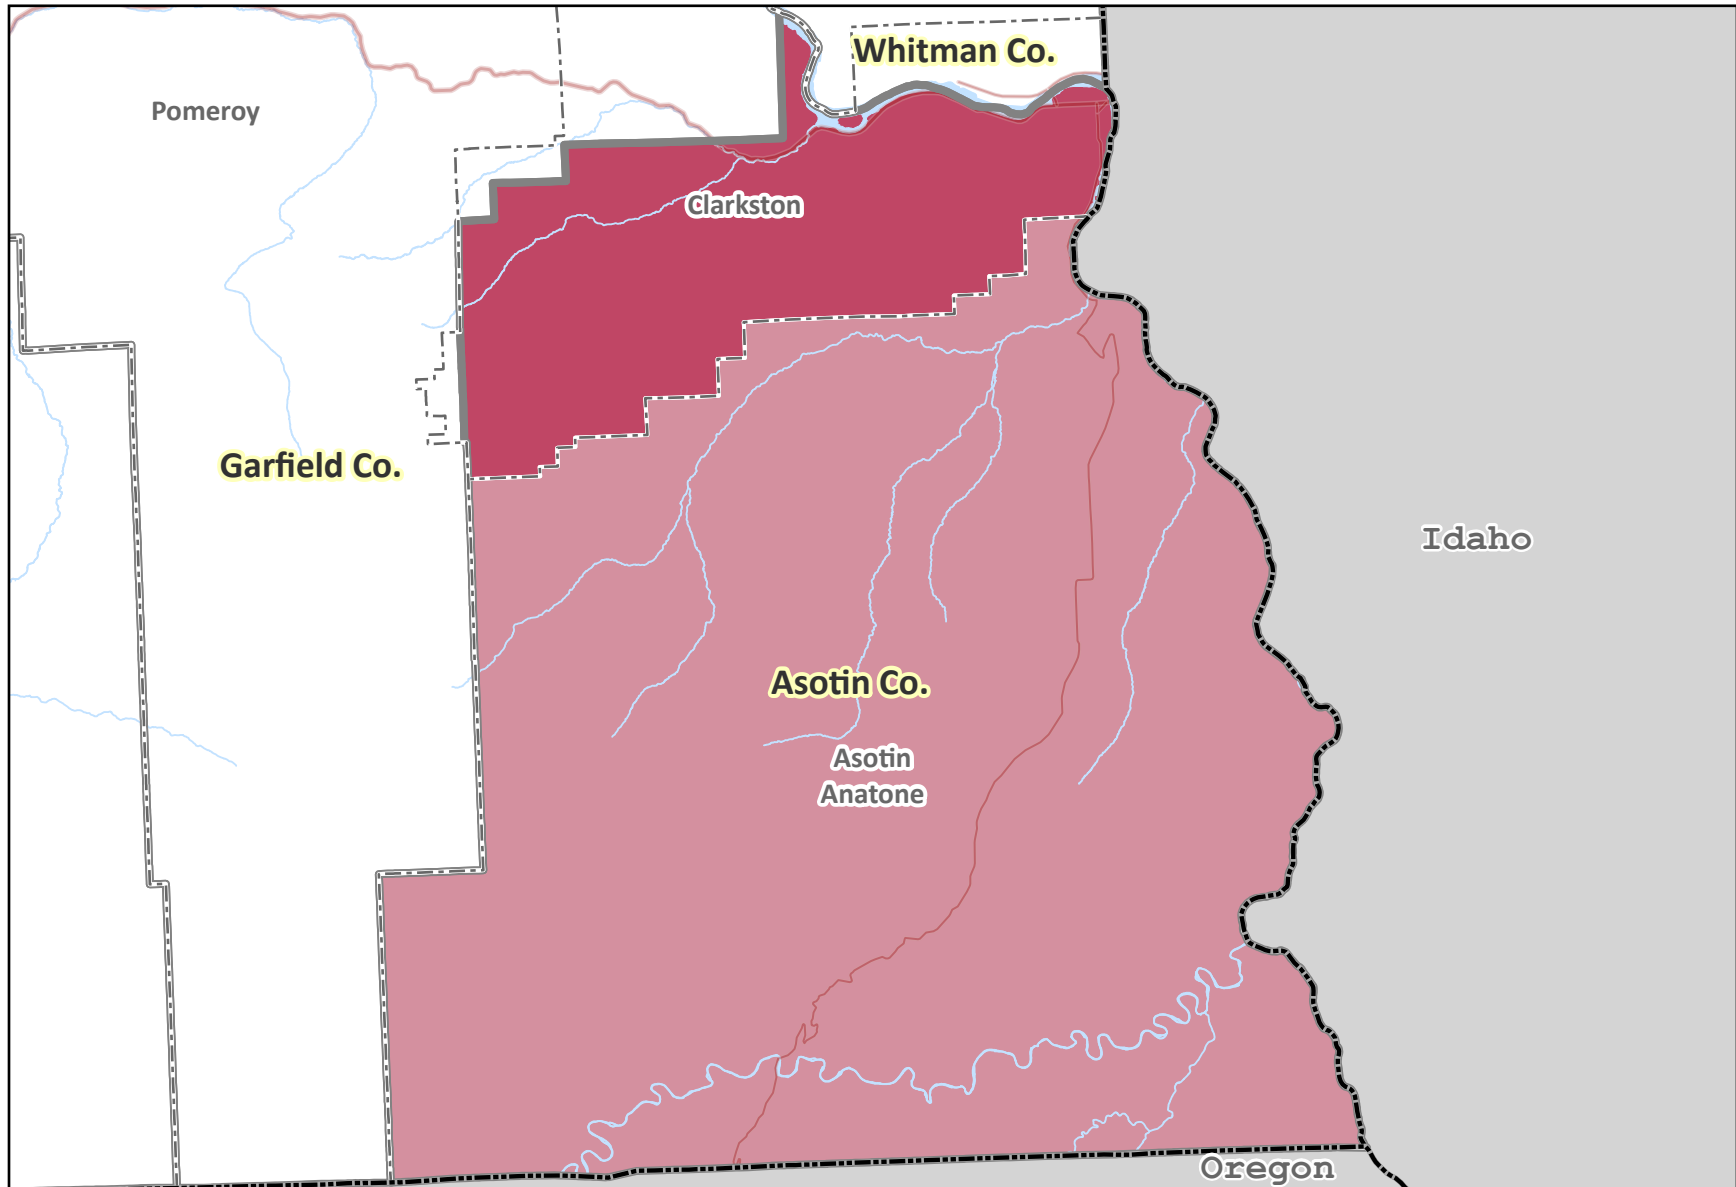 Whitman Co.
Pomeroy
Clarkston
Garfield Co.
Idaho
Asotin Co.
Asotin
Anatone
Oregon